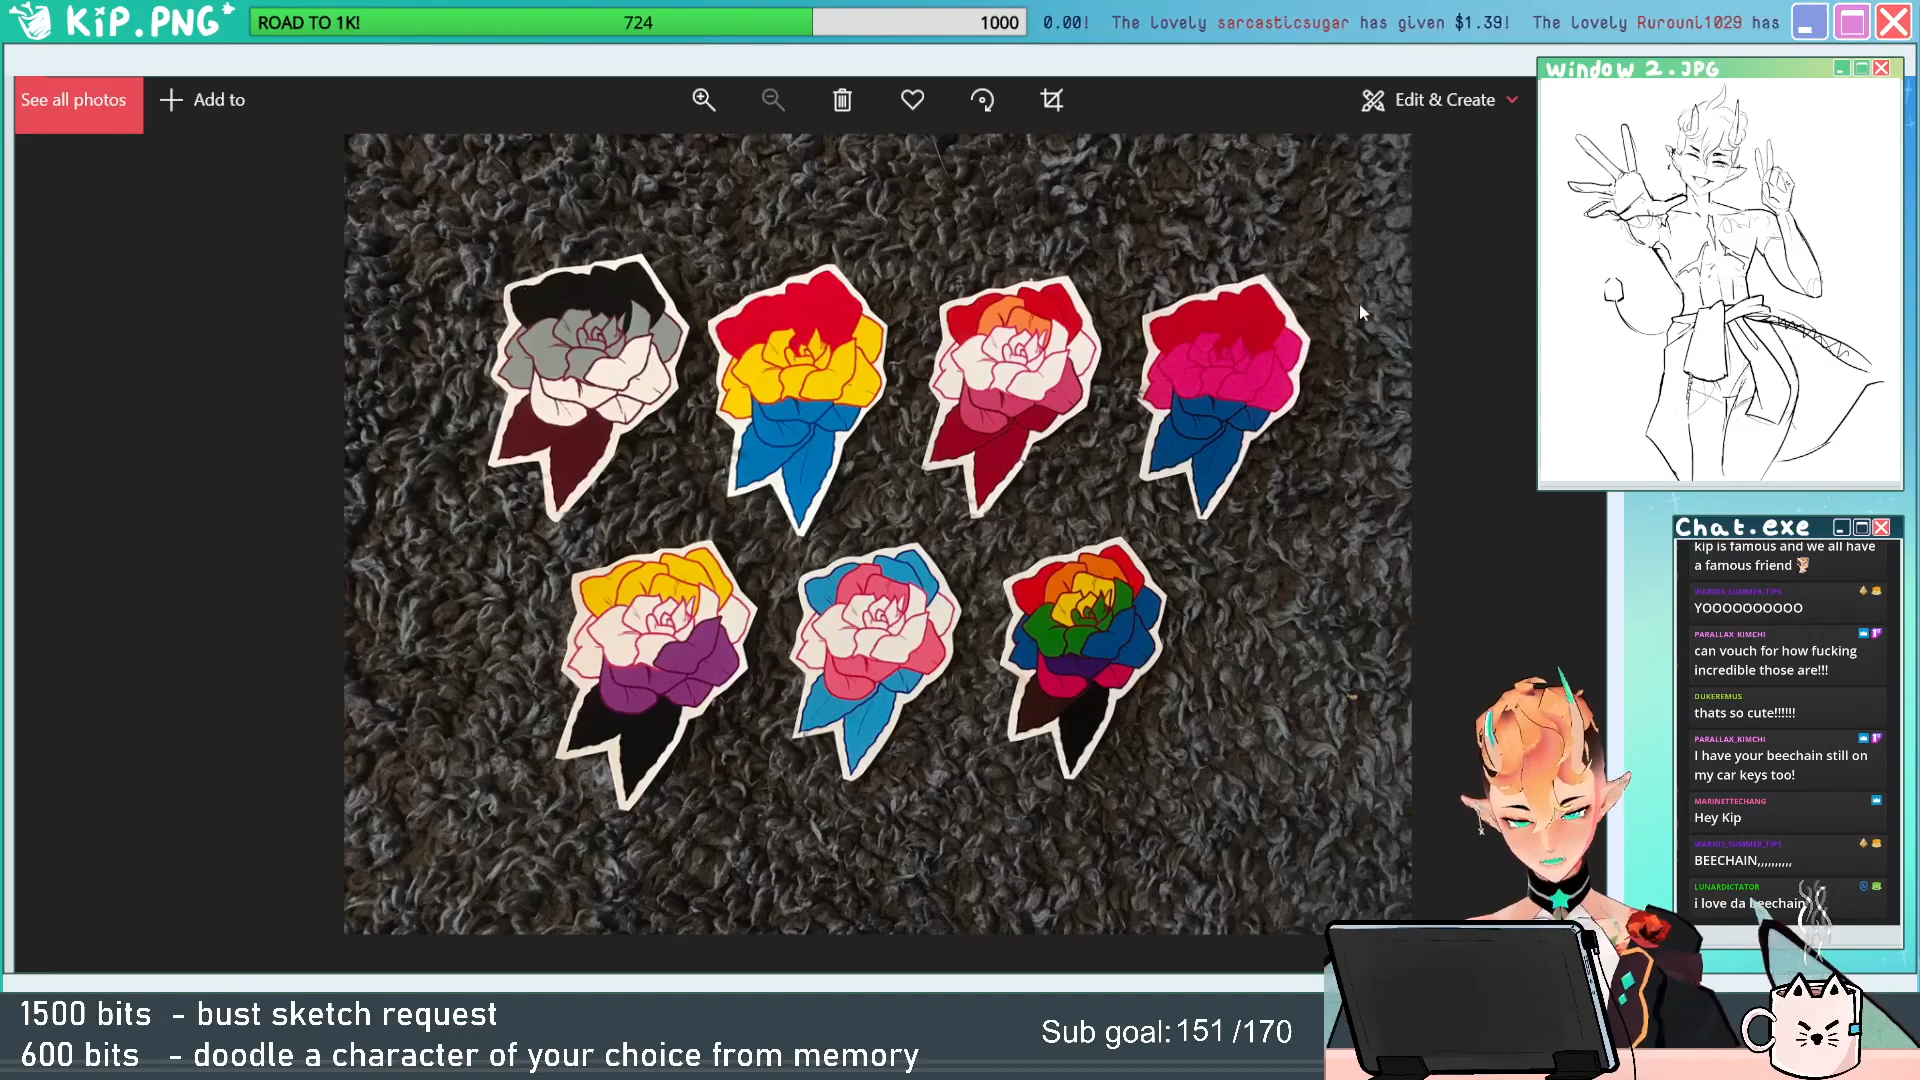 KiP.PNG
ROAD TO 1K! 724 1000
0.00! The lovely sarcasticsugar has given $1.39! The lovely Rurouni1029 has
See all photos
Add to
Edit & Create
Window 2.JPG
Chat.exe
kip is famous and we all have
a famous friend
WARIOS_SUMMER_TIPS
YOOOOOOOOOO
PARALLAX_KIMCHI
can vouch for how fucking
incredible those are!!!
DUKEREMUS
thats so cute!!!!!!
PARALLAX_KIMCHI
I have your beechain still on
my car keys too!
MARINETTECHANG
Hey Kip
WARIOS_SUMMER_TIPS
BEECHAIN,,,,,,,,,,
LUNARDICTATOR
i love da beechain
1500 bits - bust sketch request
600 bits - doodle a character of your choice from memory
Sub goal: 151 /170